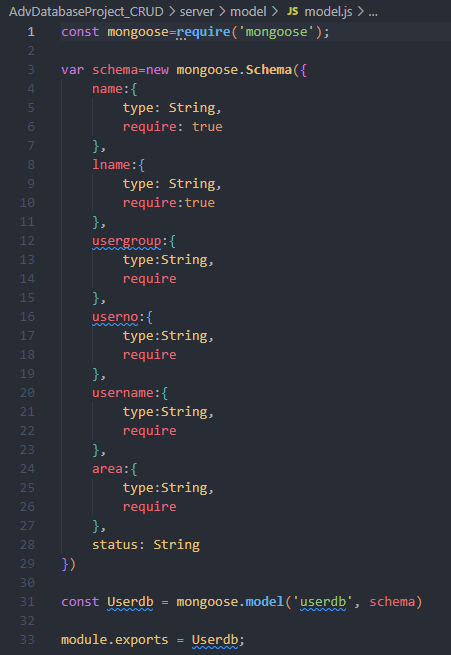 AdvDatabaseProject_CRUD > server > model > JS model.js > ...
1 const mongoose=require('mongoose');
2
3 var schema=new mongoose.Schema({
4     name:{
5         type: String,
6         require: true
7     },
8     lname:{
9         type: String,
10         require:true
11     },
12     usergroup:{
13         type:String,
14         require
15     },
16     userno:{
17         type:String,
18         require
19     },
20     username:{
21         type:String,
22         require
23     },
24     area:{
25         type:String,
26         require
27     },
28     status: String
29 })
30
31 const Userdb = mongoose.model('userdb', schema)
32
33 module.exports = Userdb;